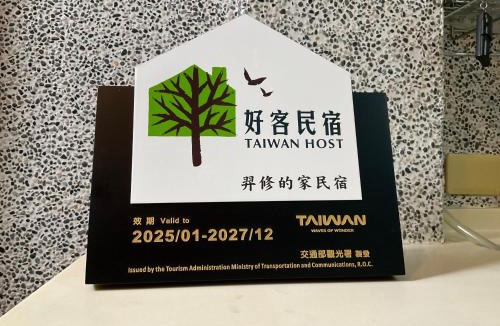 好客民宿
TAIWAN HOST
羿修的家民宿
效期 Valid to
2025/01-2027/12
TAIWAN
WAVES OF WONDER
交通部觀光署 聯發
Issued by the Tourism Administration Ministry of Transportation and Communications, R.O.C.